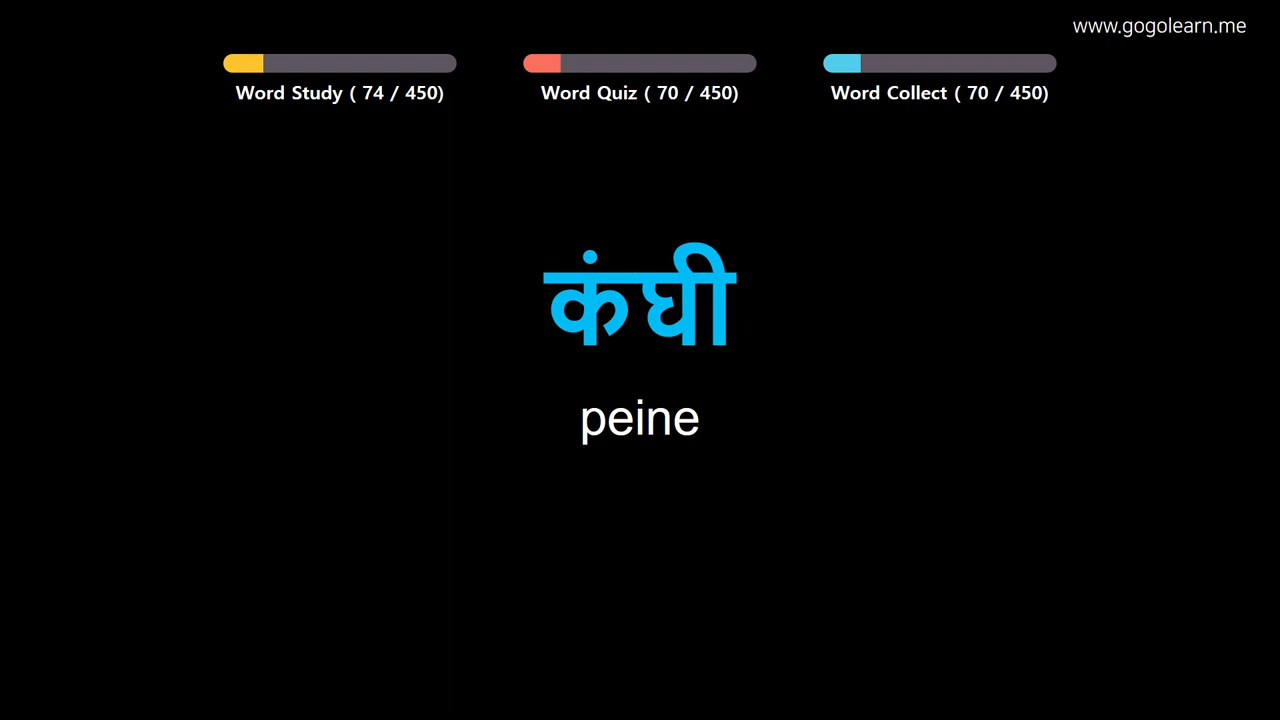 www.gogolearn.me
Word Study ( 74 / 450)
Word Quiz ( 70 / 450)
Word Collect ( 70 / 450)
कंघी
peine